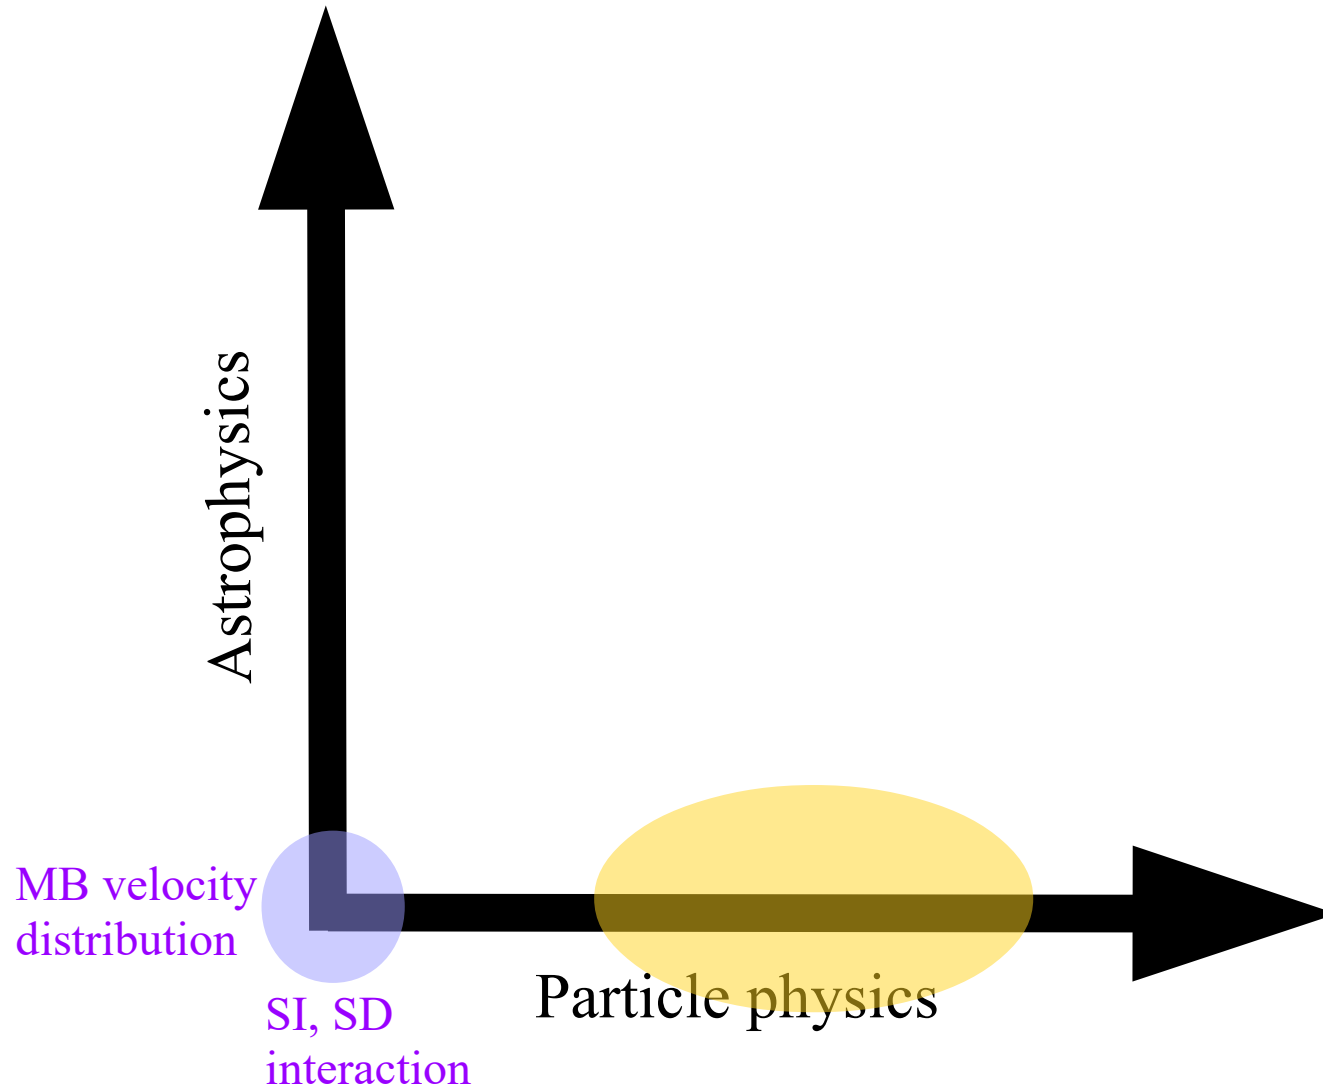 Astrophysics
MB velocity
distribution
Particle physics
SI, SD
interaction